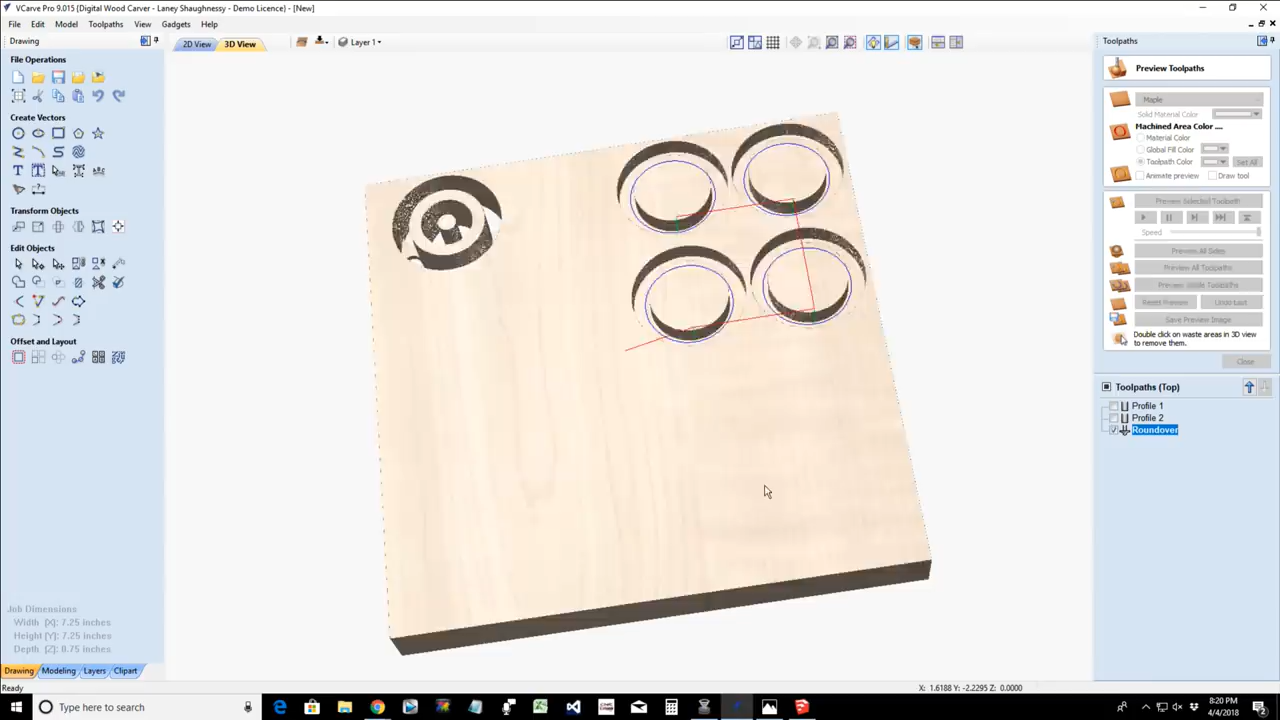 VCarve Pro 9.015 {Digital Wood Carver - Laney Shaughnessy - Demo Licence} - [New]
File Edit Model Toolpaths View Gadgets Help
Drawing
2D View 3D View Layer 1
Toolpaths
File Operations
Create Vectors
Transform Objects
Edit Objects
Offset and Layout
Job Dimensions
Width (X): 7.25 inches
Height (Y): 7.25 inches
Depth (Z): 0.75 inches
Drawing Modeling Layers Clipart
Preview Toolpaths
Maple
Solid Material Color
Machined Area Color ....
Material Color
Global Fill Color
Toolpath Color Set All
Animate preview Draw tool
Preview Selected Toolpath
Speed
Preview All Sides
Preview All Toolpaths
Preview Visible Toolpaths
Reset Preview Undo Last
Save Preview Image
Double click on waste areas in 3D view
to remove them.
Close
Toolpaths (Top)
Profile 1
Profile 2
Roundover
Ready
X: 1.6188 Y: -2.2295 Z: 0.0000
Type here to search
8:20 PM
4/4/2018